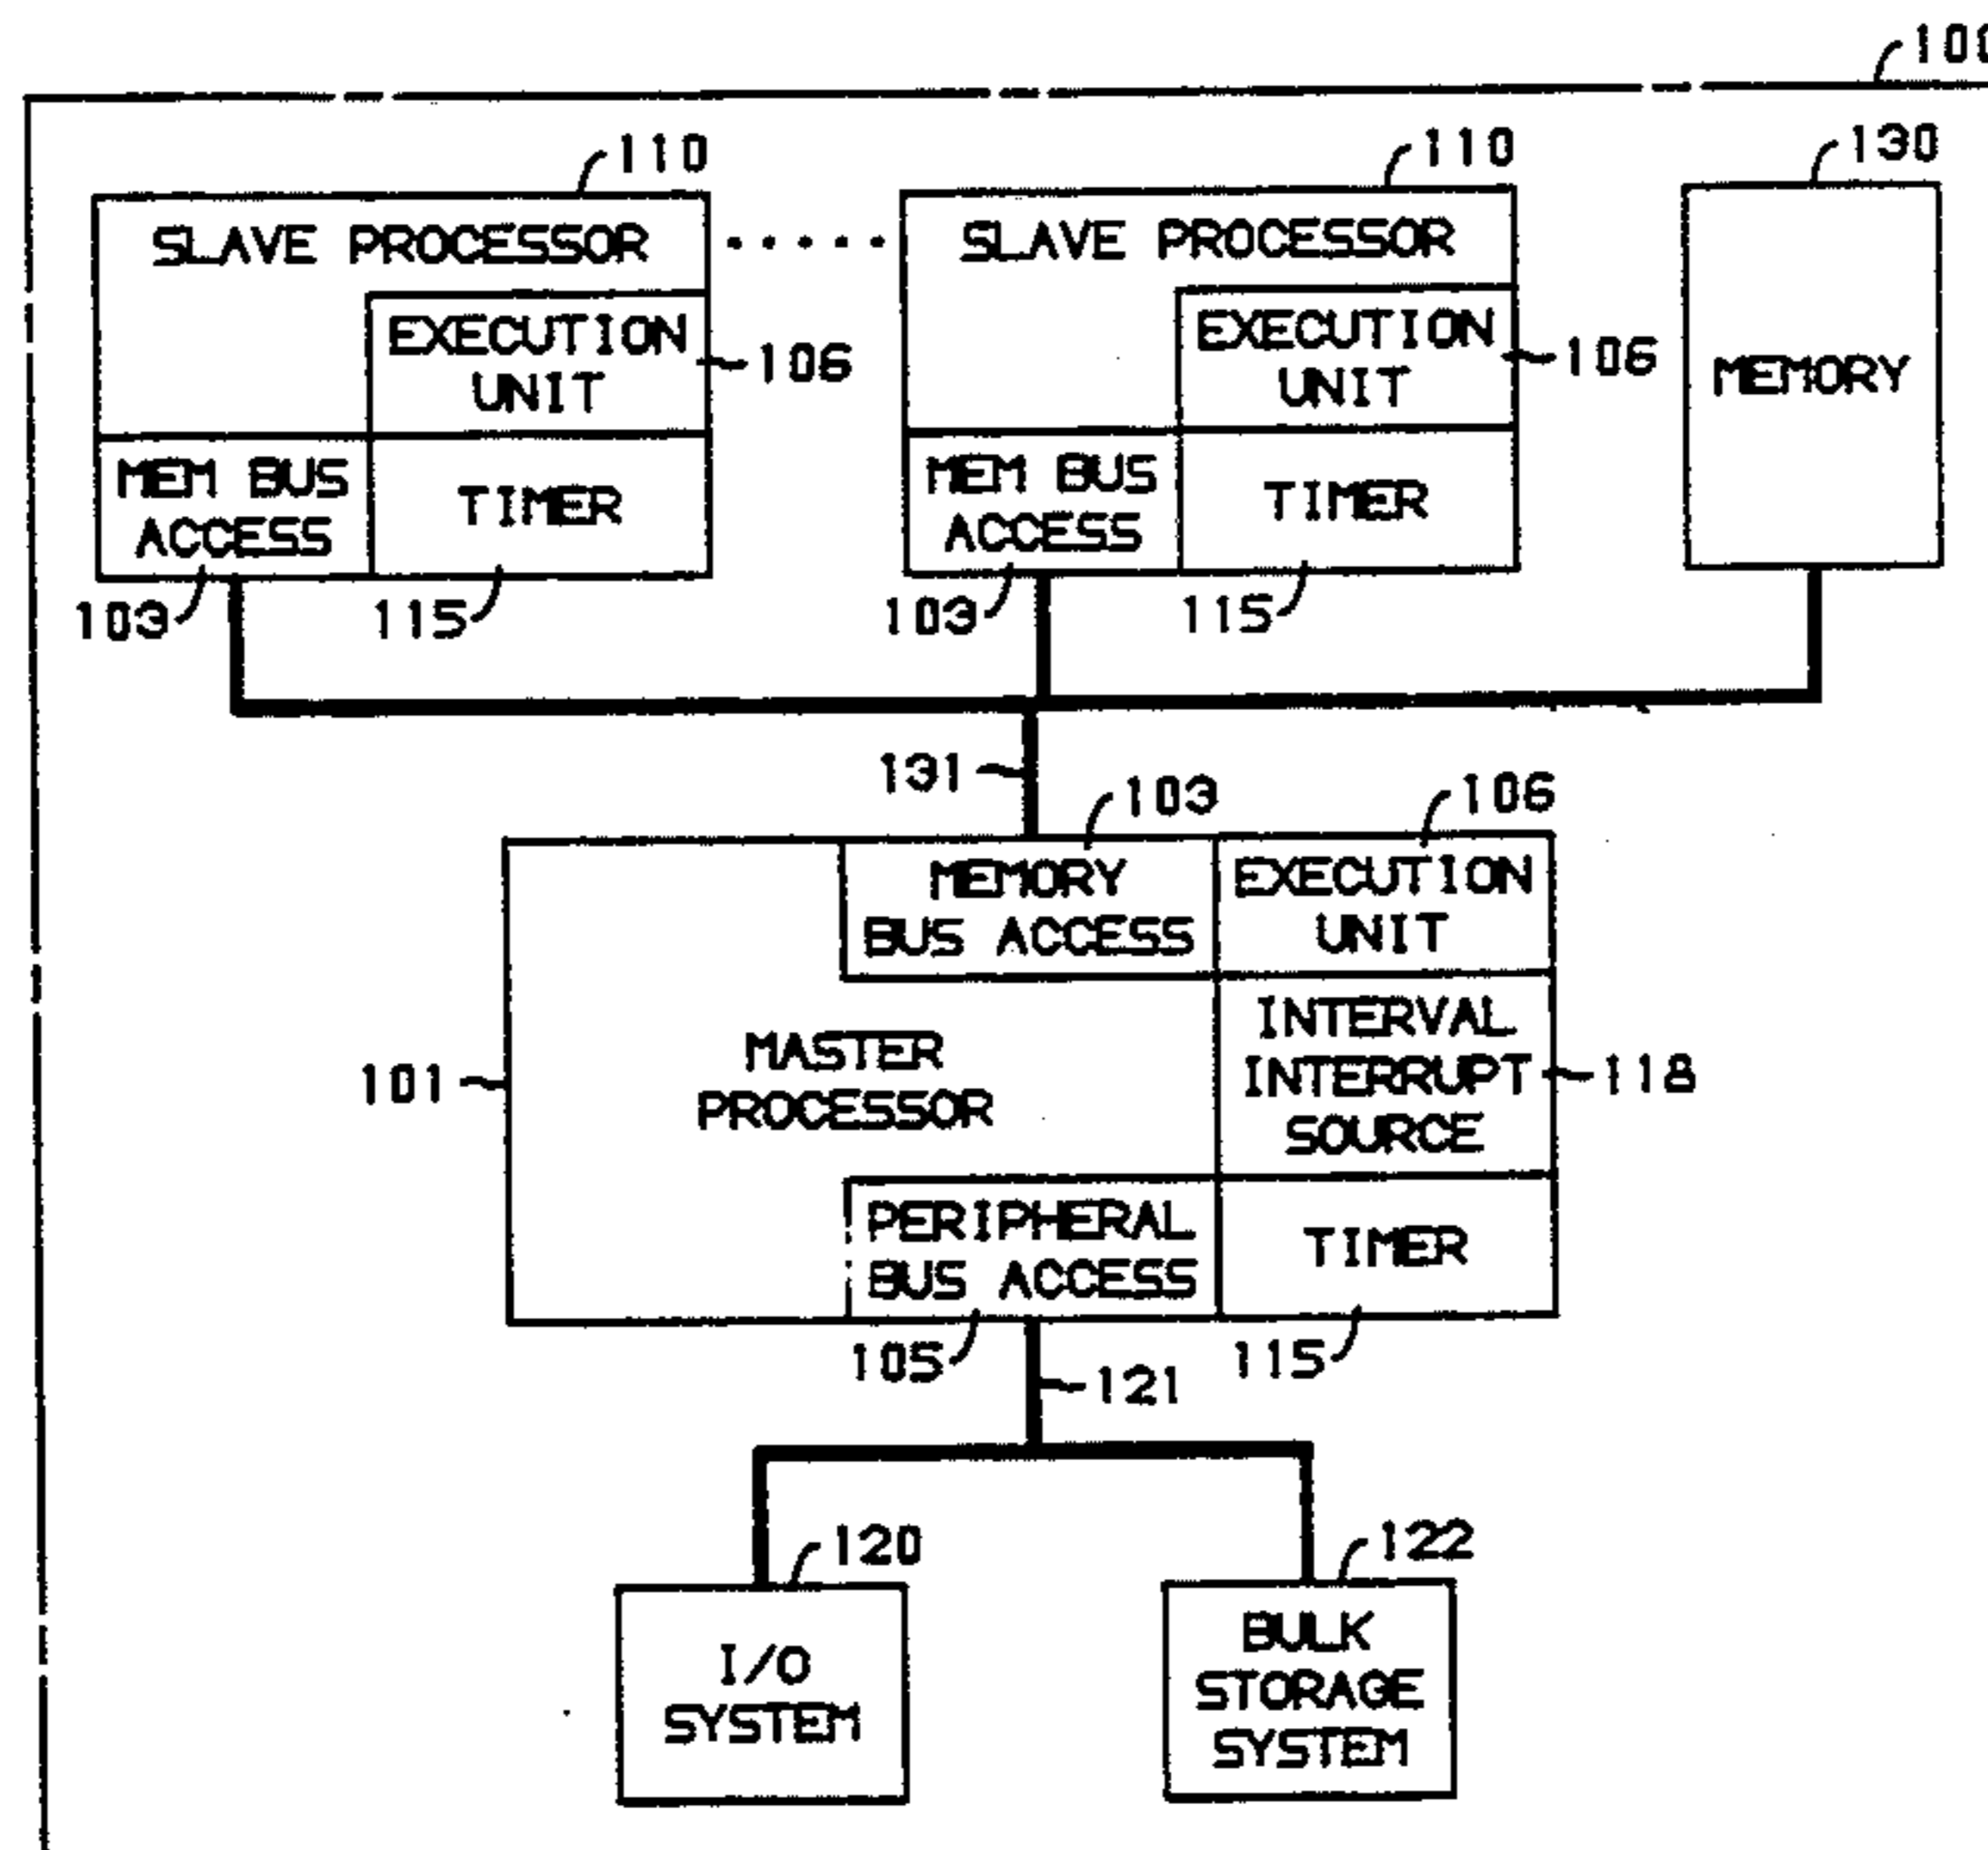 100
110
110
130
SLAVE PROCESSOR
SLAVE PROCESSOR
EXECUTION
UNIT
106
EXECUTION
UNIT
106
MEMORY
MEM BUS
ACCESS
TIMER
MEM BUS
ACCESS
TIMER
103
115
103
115
131
103
106
MEMORY
BUS ACCESS
EXECUTION
UNIT
101
MASTER
PROCESSOR
INTERVAL
INTERRUPT
SOURCE
118
PERIPHERAL
BUS ACCESS
TIMER
105
121
115
120
122
I/O
SYSTEM
BULK
STORAGE
SYSTEM